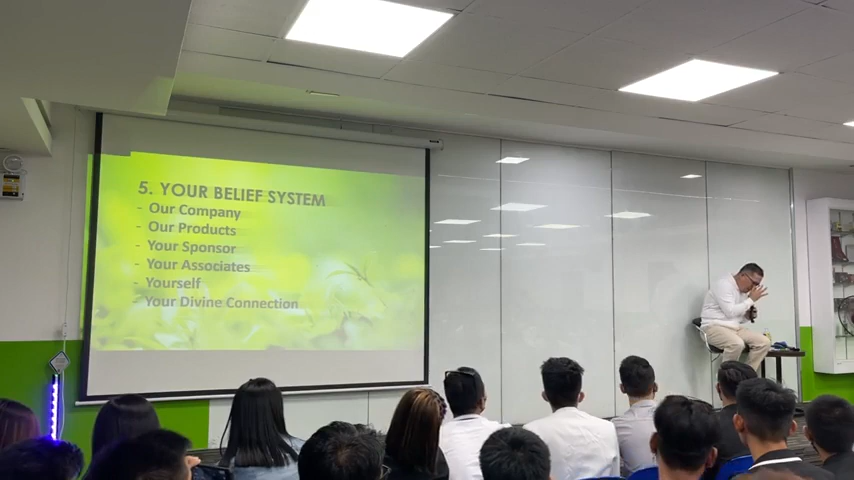 5. YOUR BELIEF SYSTEM
- Our Company
- Our Products
- Your Sponsor
- Your Associates
- Yourself
Your Divine Connection